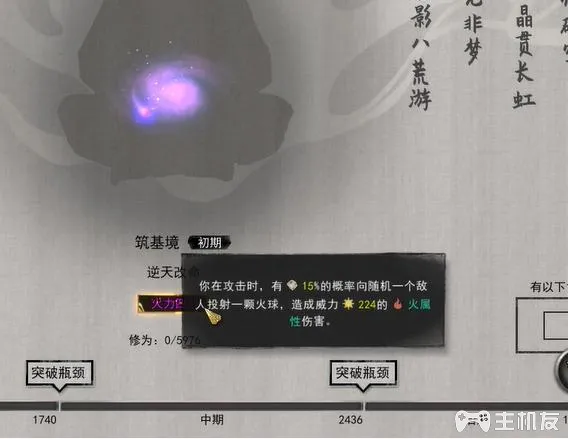 影八荒游
非梦
晶贯长虹
筑基境 初期
逆天改命
火力
你在攻击时，有 15%的概率向随机一个敌
人投射一颗火球，造成威力 224的 火属
性伤害。
修为: 0/5976
有以下
突破瓶颈
突破瓶颈
1740
中期
2436
主机友